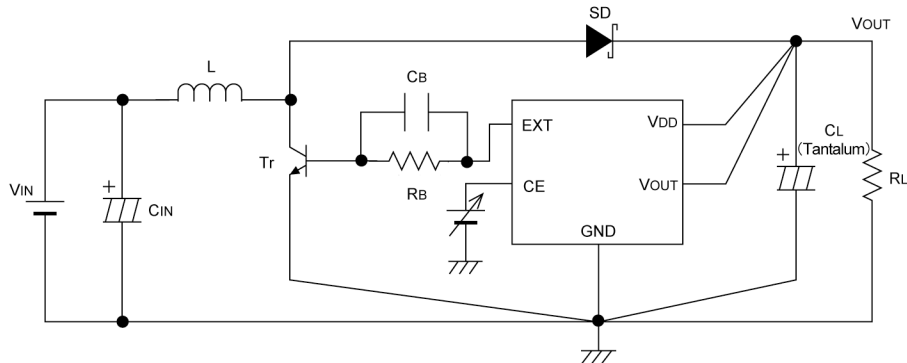 SD
VOUT
L
CB
EXT
VDD
CL
(Tantalum)
+
Tr
RB
CE
VOUT
RL
VIN
+
CIN
GND